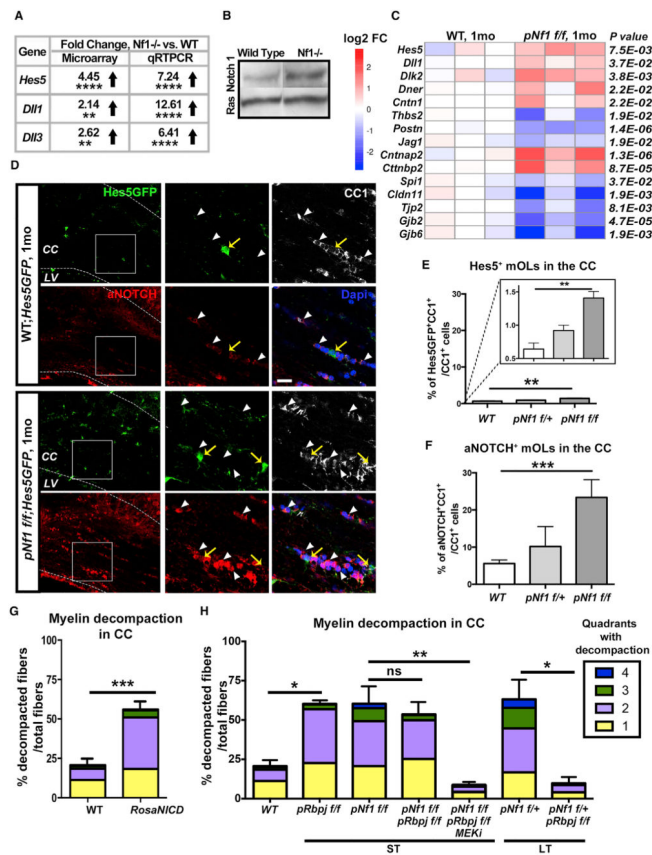 A
Gene
Fold Change, Nf1-/- vs. WT
Microarray
qRTPCR
Hes5
4.45
****
7.24
****
Dll1
2.14
**
12.61
****
Dll3
2.62
**
6.41
****
B
Wild Type Nf1-/-
Notch 1
Ras
log2 FC
2
1
0
-1
-2
C
WT, 1mo
pNf1 f/f, 1mo
P value
Hes5 7.5E-03
Dll1 3.7E-02
Dlk2 3.8E-03
Dner 2.2E-02
Cntn1 2.2E-02
Thbs2 1.9E-02
Postn 1.4E-06
Jag1 1.9E-02
Cntnap2 1.3E-06
Cttnbp2 8.7E-05
Spi1 3.7E-02
Cldn11 1.9E-03
Tjp2 8.1E-03
Gjb2 4.7E-05
Gjb6 1.9E-03
D
WT;Hes5GFP, 1mo
Hes5GFP
CC1
CC
LV
aNOTCH
Dapi
pNf1 f/f;Hes5GFP, 1mo
CC
LV
E
Hes5+ mOLs in the CC
% of Hes5GFP+CC1+
/CC1+ cells
30
20
10
0
1.5
1.0
0.5
**
**
WT
pNf1 f/+
pNf1 f/f
F
aNOTCH+ mOLs in the CC
% of aNOTCH+CC1+
/CC1+ cells
30
20
10
0
***
WT
pNf1 f/+
pNf1 f/f
G
Myelin decompaction
in CC
% decompacted fibers
/total fibers
75
50
25
0
***
WT
RosaNICD
H
Myelin decompaction in CC
% decompacted fibers
/total fibers
75
50
25
0
*
ns
**
*
WT
pRbpj f/f
pNf1 f/f
pNf1 f/f
pRbpj f/f
pNf1 f/f
pRbpj f/f
MEKi
pNf1 f/+
pNf1 f/+
pRbpj f/f
ST
LT
Quadrants
with
decompaction
4
3
2
1